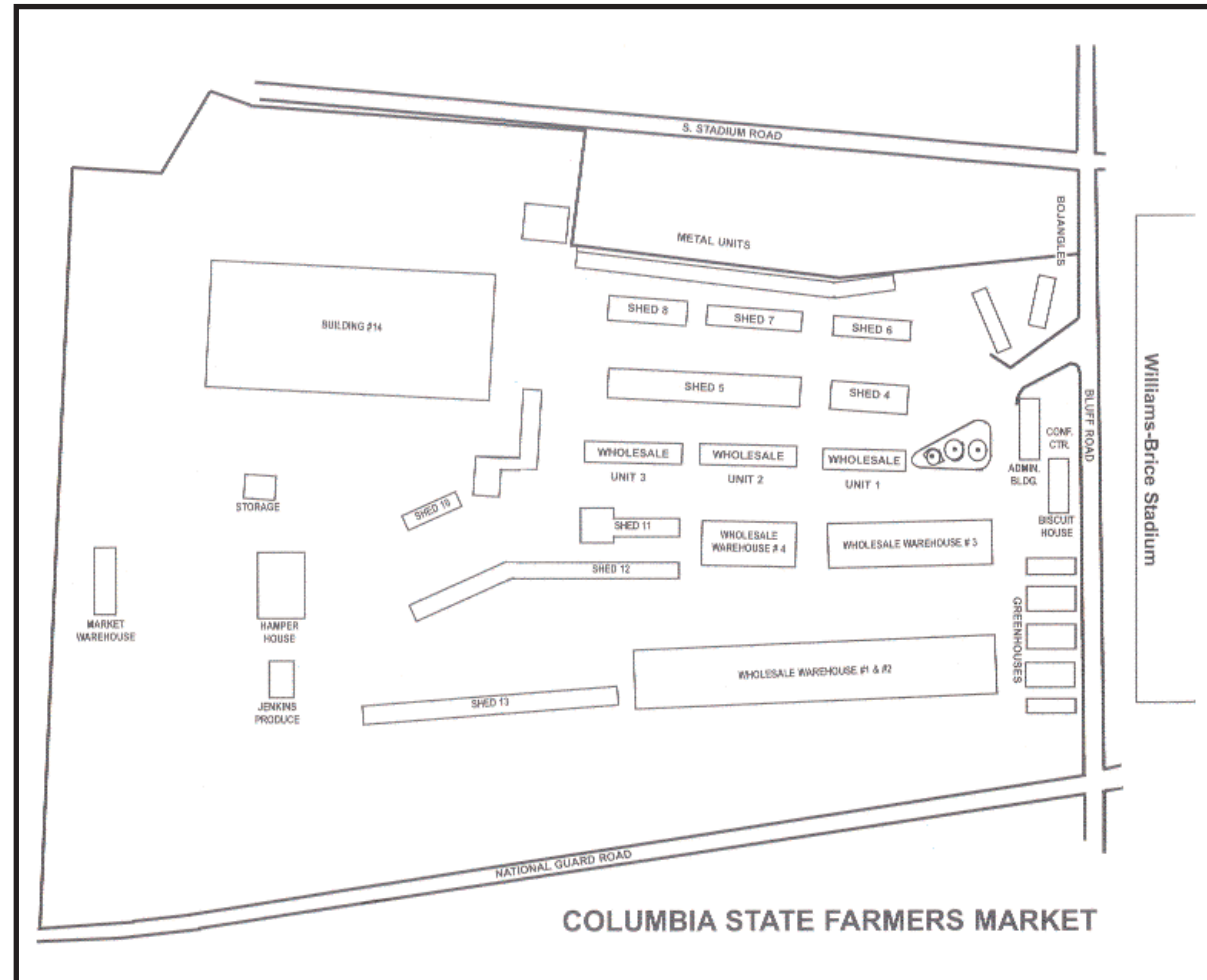 S. STADIUM ROAD
BOJANGLES
METAL UNITS
SHED 8
SHED 7
SHED 6
BUILDING #14
SHED 5
SHED 4
Williams-Brice Stadium
BLUFF ROAD
CONF.
CTR.
WHOLESALE
UNIT 3
WHOLESALE
UNIT 2
WHOLESALE
UNIT 1
ADMIN.
BLDG.
STORAGE
SHED 10
SHED 11
WHOLESALE
WAREHOUSE # 4
WHOLESALE WAREHOUSE # 3
BISCUIT
HOUSE
SHED 12
MARKET
WAREHOUSE
HAMPER
HOUSE
GREENHOUSES
WHOLESALE WAREHOUSE #1 & #2
JENKINS
PRODUCE
SHED 13
NATIONAL GUARD ROAD
COLUMBIA STATE FARMERS MARKET